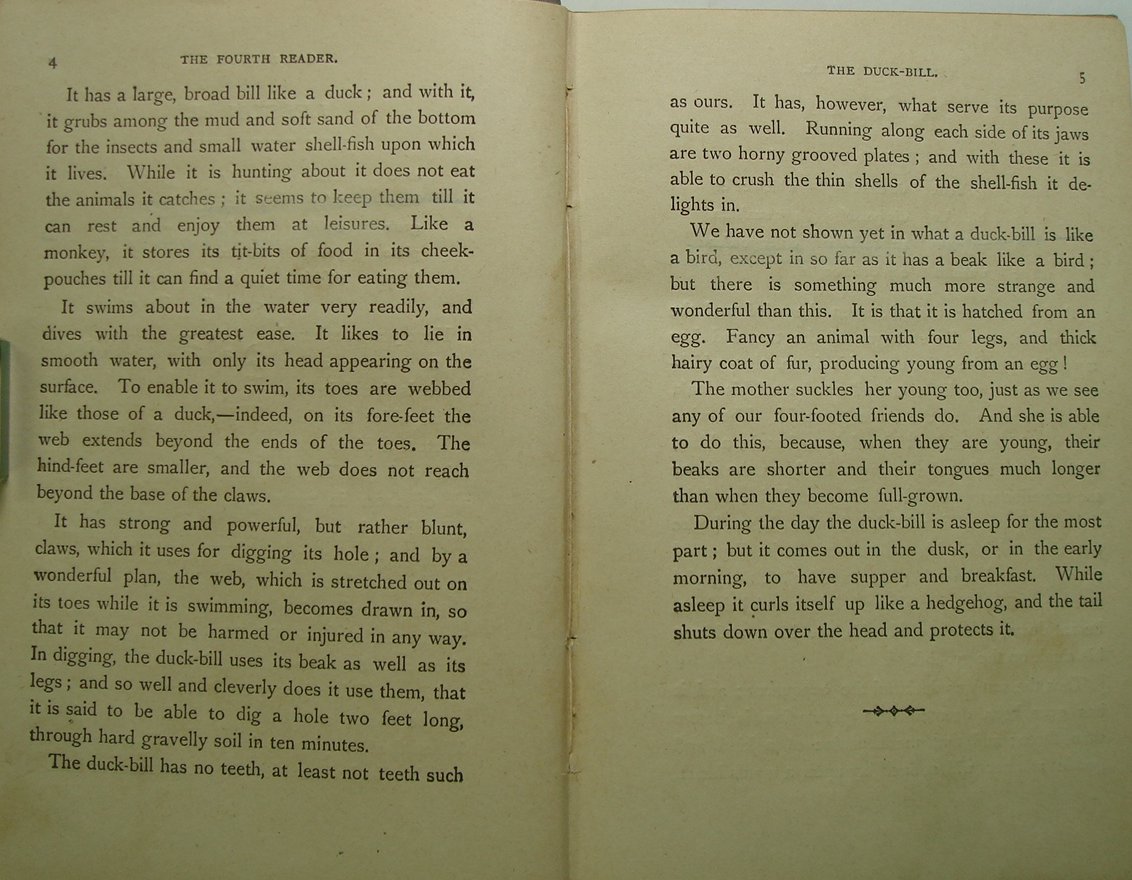 4
THE FOURTH READER.
It has a large, broad bill like a duck; and with it,
it grubs among the mud and soft sand of the bottom
for the insects and small water shell-fish upon which
it lives. While it is hunting about it does not eat
the animals it catches; it seems to keep them till it
can rest and enjoy them at leisures. Like a
monkey, it stores its tit-bits of food in its cheek-
pouches till it can find a quiet time for eating them.
It swims about in the water very readily, and
dives with the greatest ease. It likes to lie in
smooth water, with only its head appearing on the
surface. To enable it to swim, its toes are webbed
like those of a duck,—indeed, on its fore-feet the
web extends beyond the ends of the toes. The
hind-feet are smaller, and the web does not reach
beyond the base of the claws.
It has strong and powerful, but rather blunt,
claws, which it uses for digging its hole; and by a
wonderful plan, the web, which is stretched out on
its toes while it is swimming, becomes drawn in, so
that it may not be harmed or injured in any way.
In digging, the duck-bill uses its beak as well as its
legs; and so well and cleverly does it use them, that
it is said to be able to dig a hole two feet long,
through hard gravelly soil in ten minutes.
The duck-bill has no teeth, at least not teeth such
THE DUCK-BILL.
5
as ours. It has, however, what serve its purpose
quite as well. Running along each side of its jaws
are two horny grooved plates; and with these it is
able to crush the thin shells of the shell-fish it de-
lights in.
We have not shown yet in what a duck-bill is like
a bird, except in so far as it has a beak like a bird;
but there is something much more strange and
wonderful than this. It is that it is hatched from an
egg. Fancy an animal with four legs, and thick
hairy coat of fur, producing young from an egg!
The mother suckles her young too, just as we see
any of our four-footed friends do. And she is able
to do this, because, when they are young, their
beaks are shorter and their tongues much longer
than when they become full-grown.
During the day the duck-bill is asleep for the most
part; but it comes out in the dusk, or in the early
morning, to have supper and breakfast. While
asleep it curls itself up like a hedgehog, and the tail
shuts down over the head and protects it.